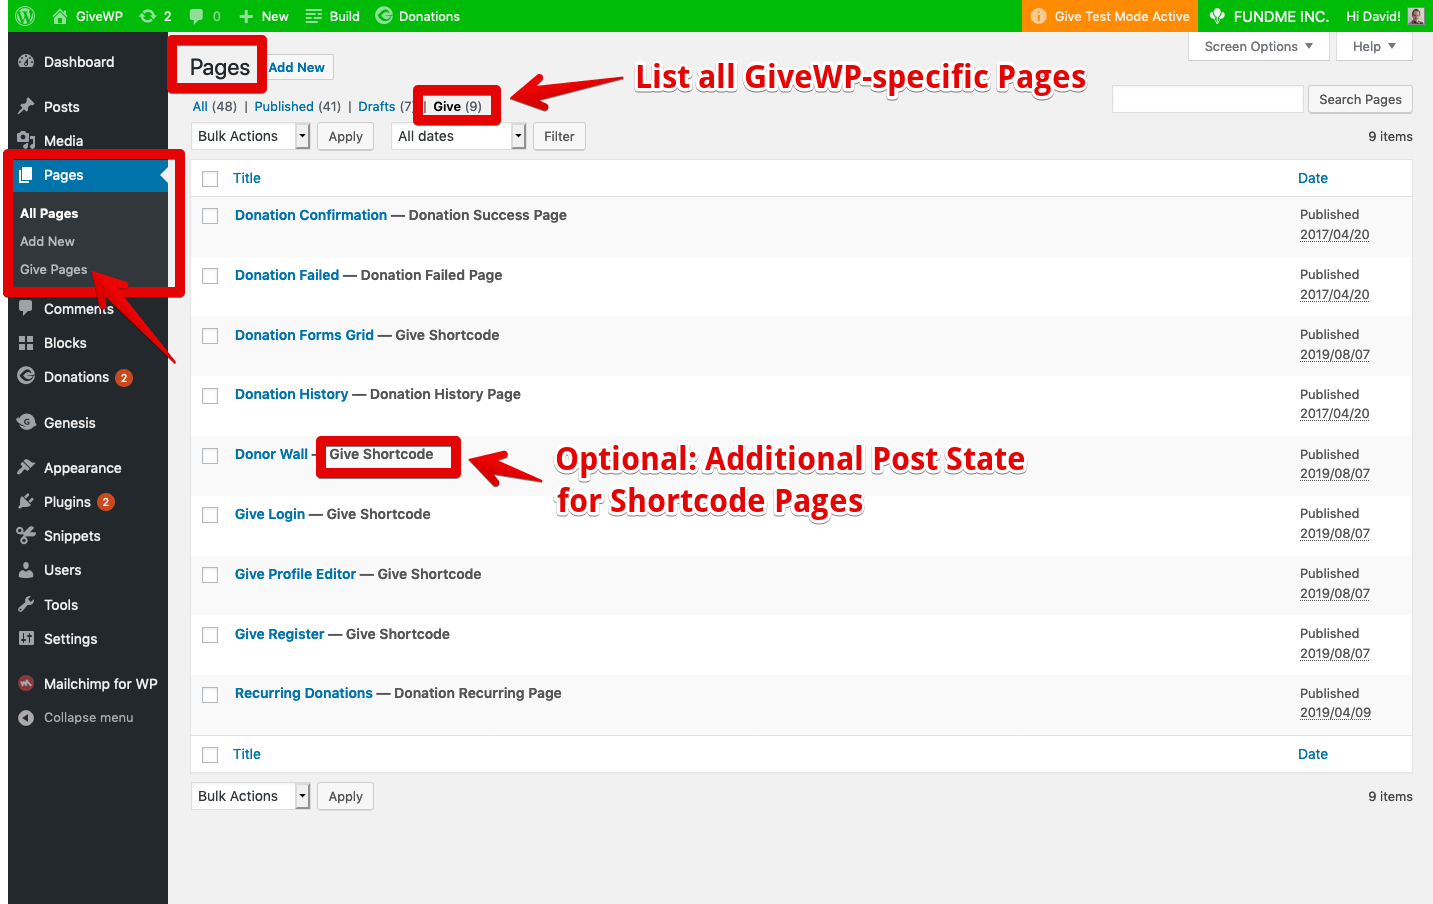 GiveWP 2 0 New Build Donations Give Test Mode Active FUNDME INC. Hi David!
Screen Options Help
Dashboard
Posts
Media
Pages
All Pages
Add New
Give Pages
Comments
Blocks
Donations 2
Genesis
Appearance
Plugins 2
Snippets
Users
Tools
Settings
Mailchimp for WP
Collapse menu
Pages Add New
List all GiveWP-specific Pages
All (48) | Published (41) | Drafts (7) | Give (9)
Search Pages
Bulk Actions Apply All dates Filter 9 items
Title Date
Donation Confirmation — Donation Success Page Published
2017/04/20
Donation Failed — Donation Failed Page Published
2017/04/20
Donation Forms Grid — Give Shortcode Published
2019/08/07
Donation History — Donation History Page Published
2017/04/20
Donor Wall — Give Shortcode Published
2019/08/07
Optional: Additional Post State
for Shortcode Pages
Give Login — Give Shortcode Published
2019/08/07
Give Profile Editor — Give Shortcode Published
2019/08/07
Give Register — Give Shortcode Published
2019/08/07
Recurring Donations — Donation Recurring Page Published
2019/04/09
Title Date
Bulk Actions Apply 9 items